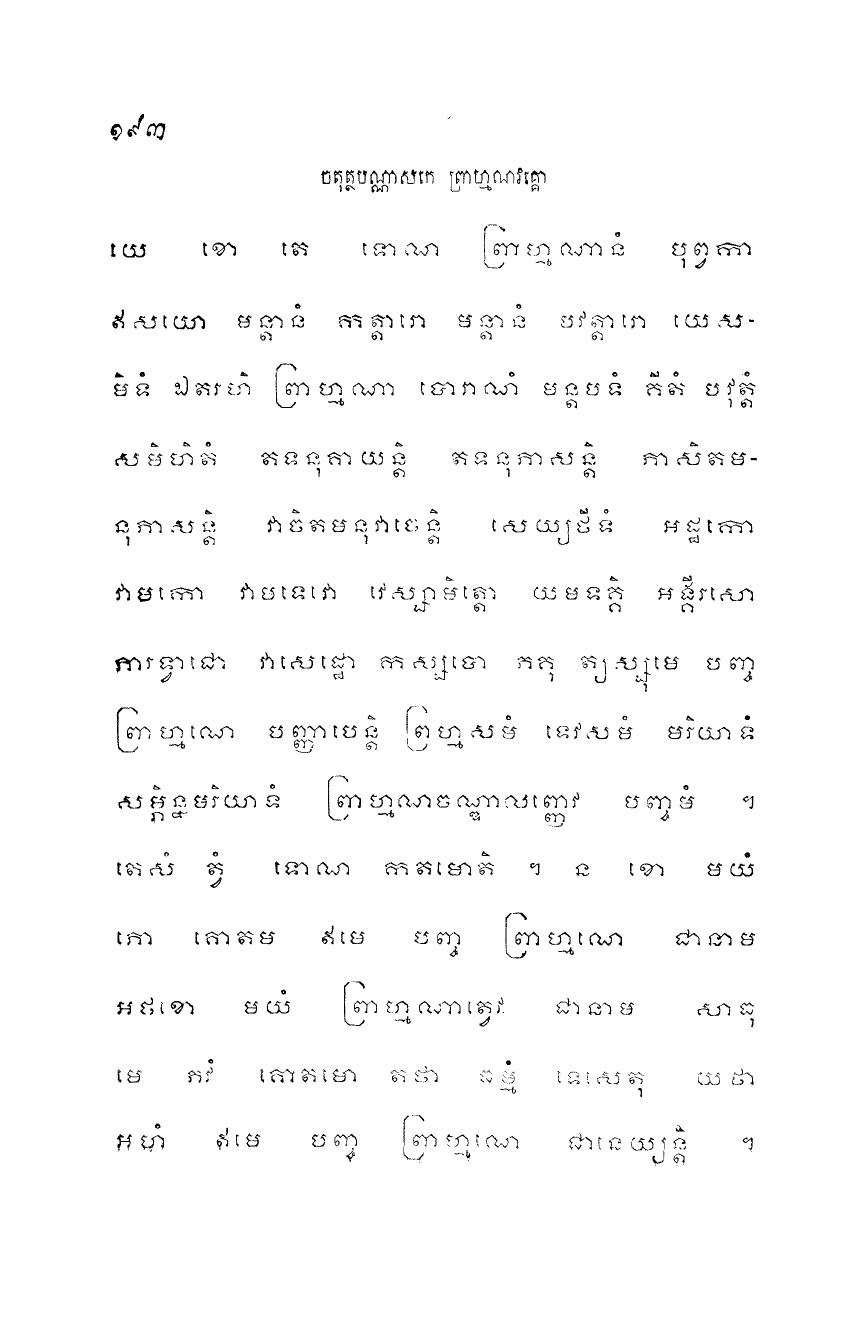 ១៩៣
ចតុត្ថបណ្ណាសកេ ព្រាហ្មណវគ្គោ
យេ ខោ តេ ទោណ ព្រាហ្មណានំ បុព្វកា
ឥសយោ មន្តានំ កត្តារោ មន្តានំ បវត្តារោ យេស-
មិទំ ឯតរហិ ព្រាហ្មណា បោរាណំ មន្តបទំ គីតំ បវុត្តំ
សមិហិតំ តទនុគាយន្តិ តទនុភាសន្តិ ភាសិតម-
នុភាសន្តិ វាចិតមនុវាចេន្តិ សេយ្យថីទំ អដ្ឋកោ
វាមកោ វាមទេវោ វេស្សាមិត្តោ យមទគ្គិ អង្គីរសោ
ភារទ្វាជោ វាសេដ្ឋោ កស្សបោ ភគុ ត្យស្សុមេ បញ្ច
ព្រាហ្មណេ បញ្ញាបេន្តិ ព្រហ្មសមំ ទេវសមំ មរិយាទំ
សម្ភិន្នមរិយាទំ ព្រាហ្មណចណ្ឌាលញ្ញេវ បញ្ចមំ ។
តេសំ ត្វំ ទោណ កតមោតិ ។ ន ខោ មយំ
ភោ គោតម ឥមេ បញ្ច ព្រាហ្មណេ ជានាម
អថខោ មយំ ព្រាហ្មណាត្វេវ ជានាម សាធុ
មេ ភវំ គោតមោ តថា ធម្មំ ទេសេតុ យថា
អហំ ឥមេ បញ្ច ព្រាហ្មណេ ជានេយ្យន្តិ ។